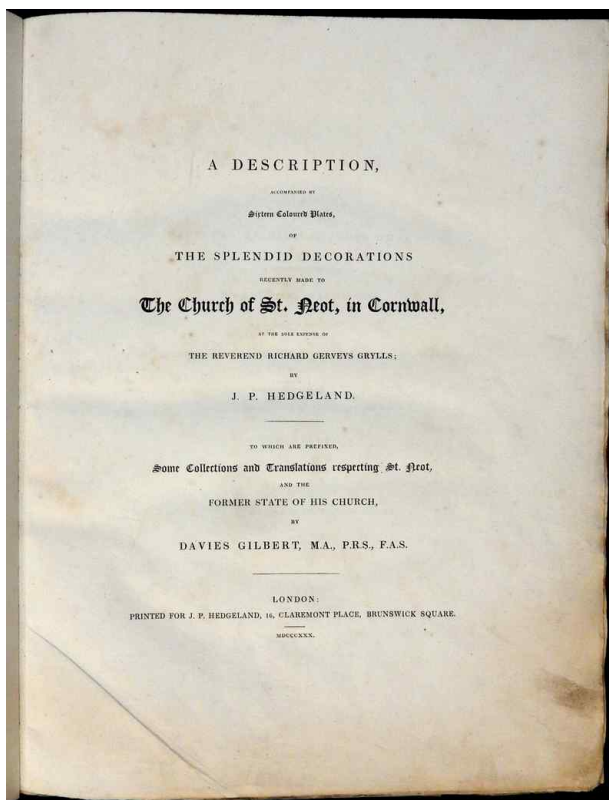 A DESCRIPTION,
ACCOMPANIED BY
Sixteen Coloured Plates,
OF
THE SPLENDID DECORATIONS
RECENTLY MADE TO
The Church of St. Neot, in Cornwall,
AT THE SOLE EXPENSE OF
THE REVEREND RICHARD GERVEYS GRYLLS;
BY
J. P. HEDGELAND.
TO WHICH ARE PREFIXED,
Some Collections and Translations respecting St. Neot,
AND THE
FORMER STATE OF HIS CHURCH,
BY
DAVIES GILBERT, M.A., P.R.S., F.A.S.
LONDON:
PRINTED FOR J. P. HEDGELAND, 16, CLAREMONT PLACE, BRUNSWICK SQUARE.
MDCCCXXX.